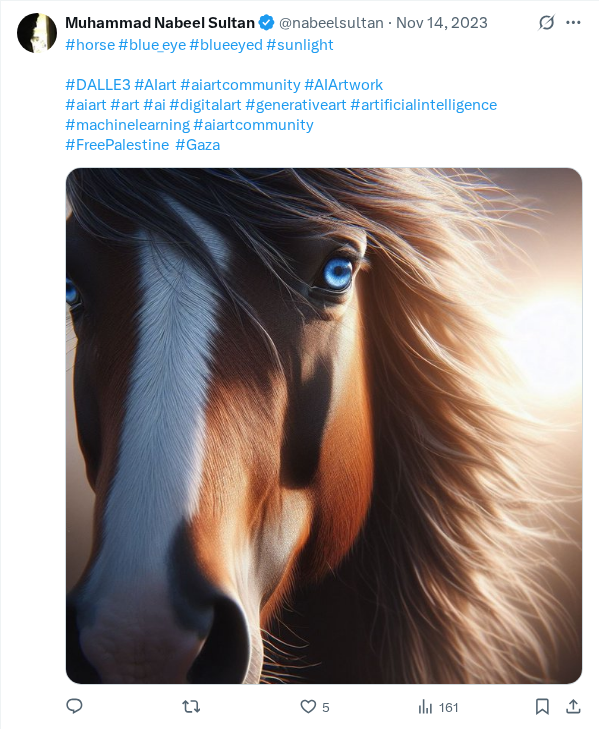 Muhammad Nabeel Sultan @nabeelsultan · Nov 14, 2023
#horse #blue_eye #blueeyed #sunlight
#DALLE3 #AIart #aiartcommunity #AIArtwork
#aiart #art #ai #digitalart #generativeart #artificialintelligence
#machinelearning #aiartcommunity
#FreePalestine #Gaza
5 161